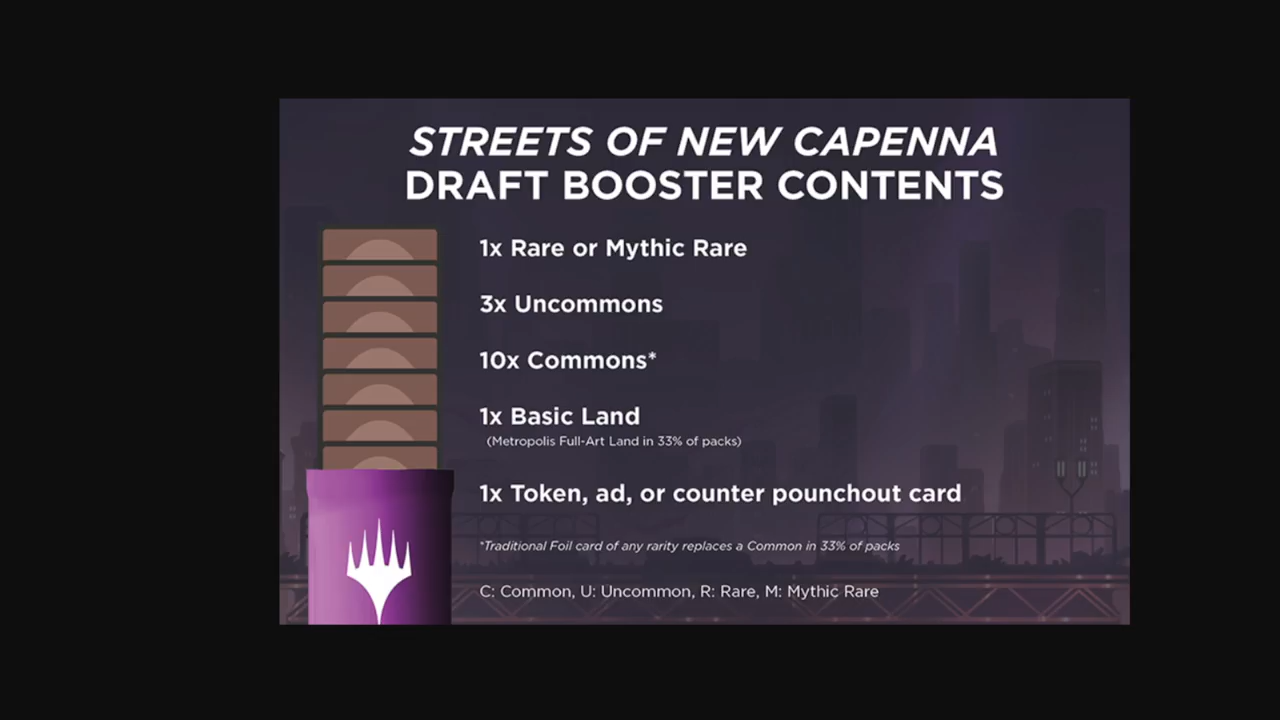 STREETS OF NEW CAPENNA
DRAFT BOOSTER CONTENTS
1x Rare or Mythic Rare
3x Uncommons
10x Commons*
1x Basic Land
(Metropolis Full-Art Land in 33% of packs)
1x Token, ad, or counter pounchout card
*Traditional Foil card of any rarity replaces a Common in 33% of packs
C: Common, U: Uncommon, R: Rare, M: Mythic Rare